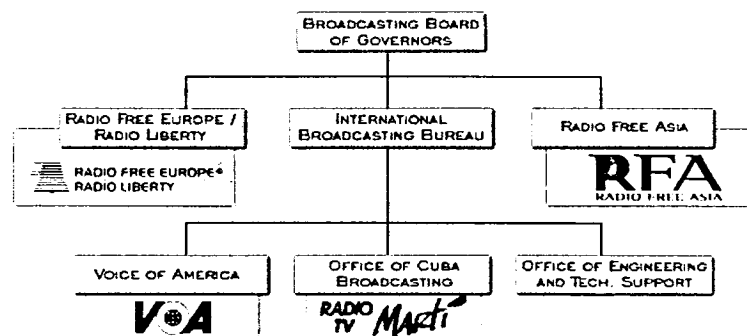 BROADCASTING BOARD
OF GOVERNORS
RADIO FREE EUROPE /
RADIO LIBERTY
INTERNATIONAL
BROADCASTING BUREAU
RADIO FREE ASIA
RADIO FREE EUROPE
RADIO LIBERTY
RFA
RADIO FREE ASIA
VOICE OF AMERICA
OFFICE OF CUBA
BROADCASTING
OFFICE OF ENGINEERING
AND TECH. SUPPORT
VOA
RADIO
TV MARTÍ